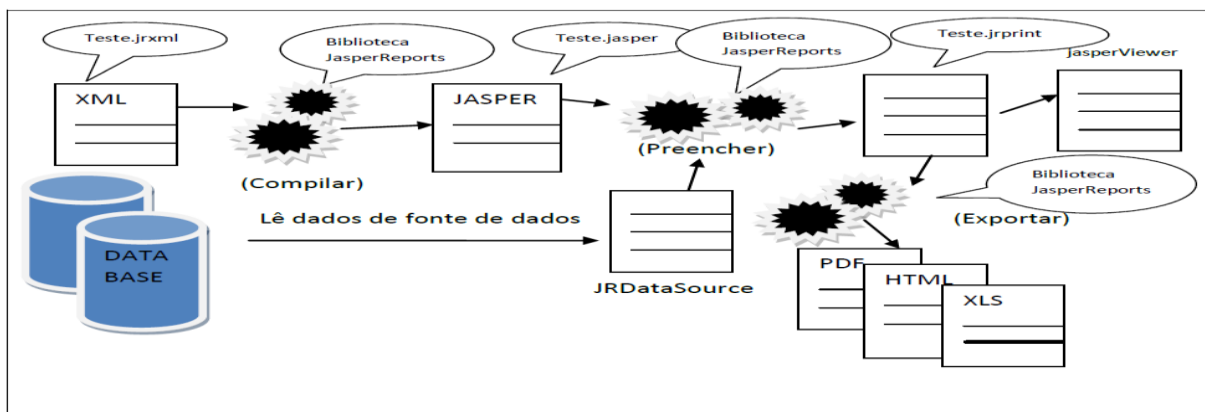 Teste.jrxml
Biblioteca
JasperReports
Teste.jasper
Biblioteca
JasperReports
Teste.jrprint
JasperViewer
XML
JASPER
(Compilar)
(Preencher)
Biblioteca
JasperReports
(Exportar)
Lê dados de fonte de dados
DATA
BASE
JRDataSource
PDF
HTML
XLS